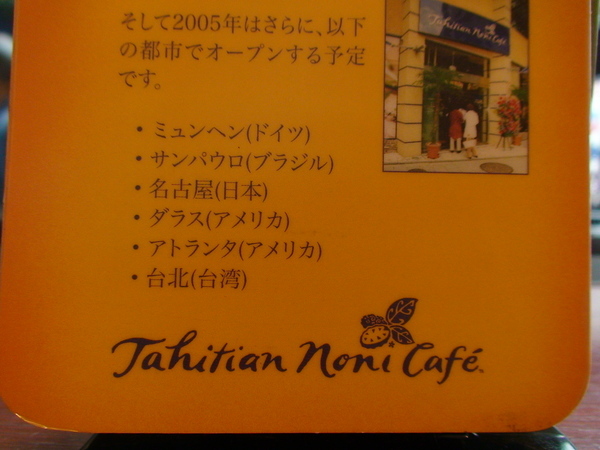 そして2005年はさらに、以下
の都市でオープンする予定
です。
・ミュンヘン(ドイツ)
・サンパウロ(ブラジル)
・名古屋(日本)
・ダラス(アメリカ)
・アトランタ(アメリカ)
・台北(台湾)
Tahitian Noni Café
Tahitian Noni Café™